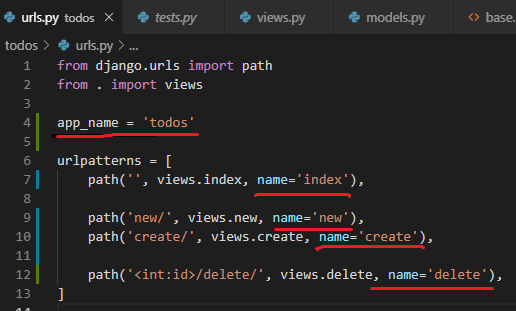 urls.py todos tests.py views.py models.py <> base.
todos > urls.py > ...
1 from django.urls import path
2 from . import views
3
4 app_name = 'todos'
5
6 urlpatterns = [
7 path('', views.index, name='index'),
8
9 path('new/', views.new, name='new'),
10 path('create/', views.create, name='create'),
11
12 path('<int:id>/delete/', views.delete, name='delete'),
13 ]
14